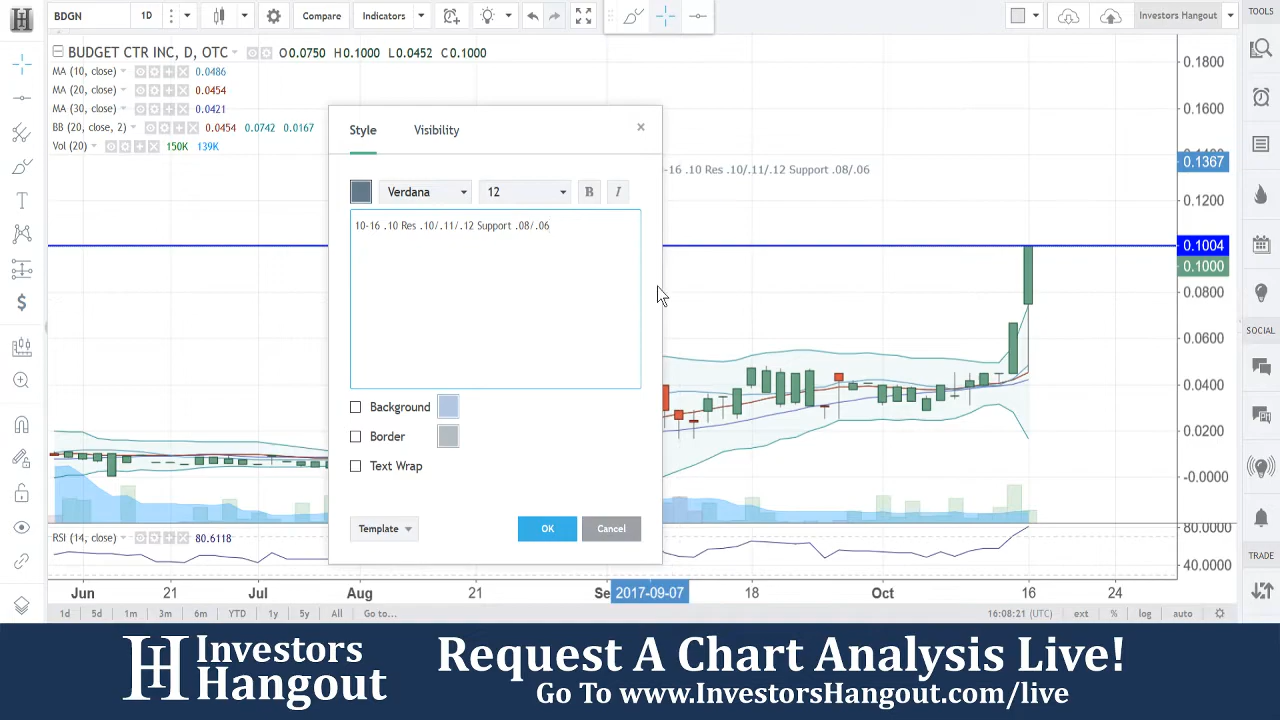 BDGN 1D Compare Indicators Investors Hangout TOOLS
BUDGET CTR INC, D, OTC O0.0750 H0.1000 L0.0452 C0.1000
MA (10, close) 0.0486
MA (20, close) 0.0454
MA (30, close) 0.0421
BB (20, close, 2) 0.0454 0.0742 0.0167
Vol (20) 150K 139K
Style Visibility ×
Verdana 12 B I
10-16 .10 Res .10/.11/.12 Support .08/.06
Background
Border
Text Wrap
Template OK Cancel
-16 .10 Res .10/.11/.12 Support .08/.06
0.1800
0.1600
0.1367
0.1200
0.1004
0.1000
0.0800
0.0600
0.0400
0.0200
-0.0000
80.0000
40.0000
SOCIAL
TRADE
RSI (14, close) 80.6118
Jun 21 Jul 18 Aug 21 Se 2017-09-07 18 Oct 16 24
1d 5d 1m 3m 6m YTD 1y 5y All Go to... 16:08:21 (UTC) ext % log auto
H Investors Hangout
Request A Chart Analysis Live!
Go To www.InvestorsHangout.com/live